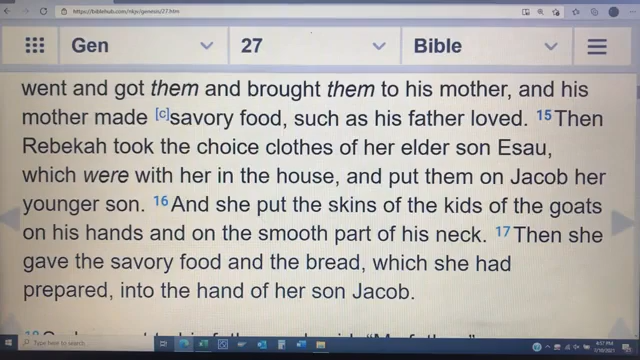 https://biblehub.com/nkjv/genesis/27.htm
Gen 27 Bible
went and got them and brought them to his mother, and his
mother made [c]savory food, such as his father loved. 15 Then
Rebekah took the choice clothes of her elder son Esau,
which were with her in the house, and put them on Jacob her
younger son. 16 And she put the skins of the kids of the goats
on his hands and on the smooth part of his neck. 17 Then she
gave the savory food and the bread, which she had
prepared, into the hand of her son Jacob.
Type here to search
4:57 PM